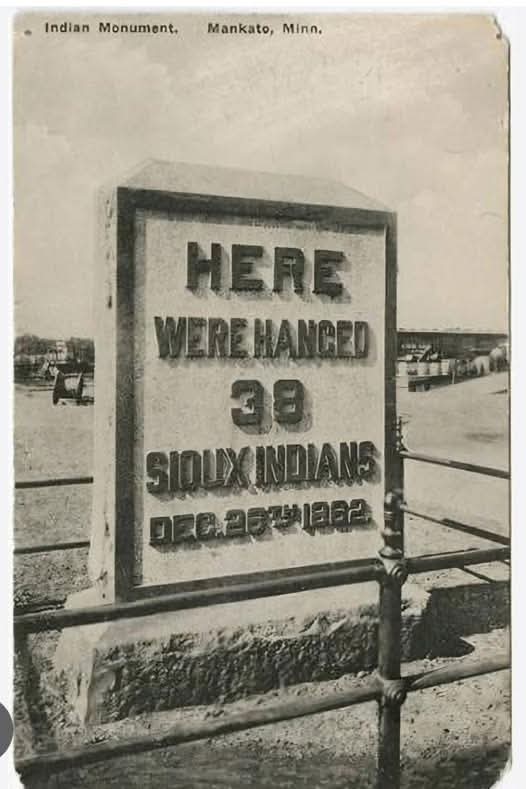 Indian Monument. Mankato, Minn.
HERE
WERE HANGED
38
SIOUX INDIANS
DEC. 26TH 1862